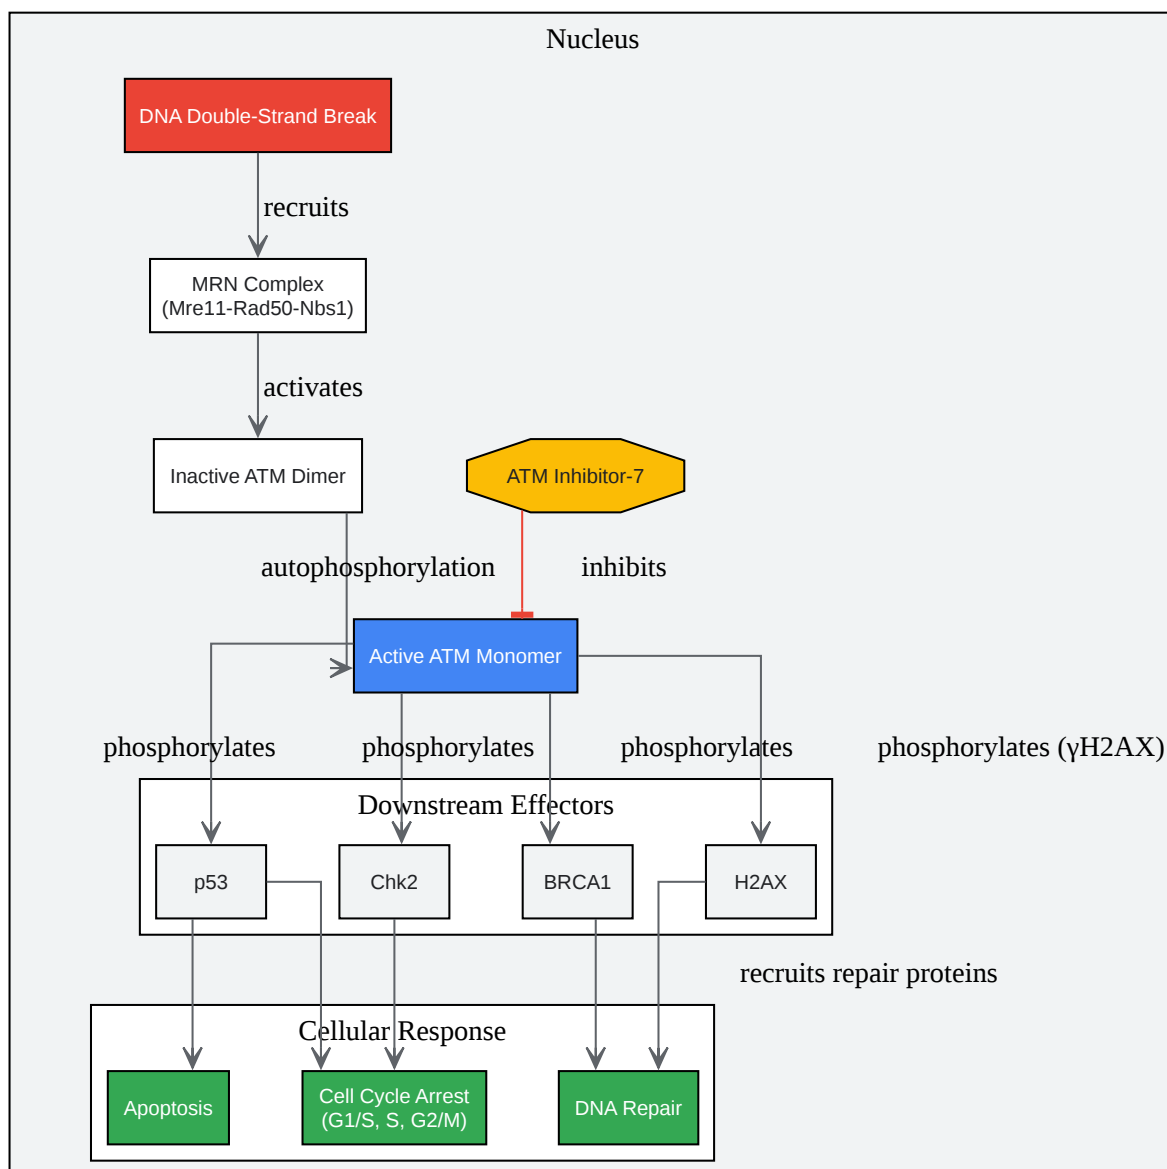 Nucleus
DNA Double-Strand Break
recruits
MRN Complex
(Mre11-Rad50-Nbs1)
activates
Inactive ATM Dimer
ATM Inhibitor-7
autophosphorylation
inhibits
Active ATM Monomer
phosphorylates
phosphorylates
phosphorylates
phosphorylates (γH2AX)
Downstream Effectors
p53
Chk2
BRCA1
H2AX
recruits repair proteins
Cellular Response
Apoptosis
Cell Cycle Arrest
(G1/S, S, G2/M)
DNA Repair